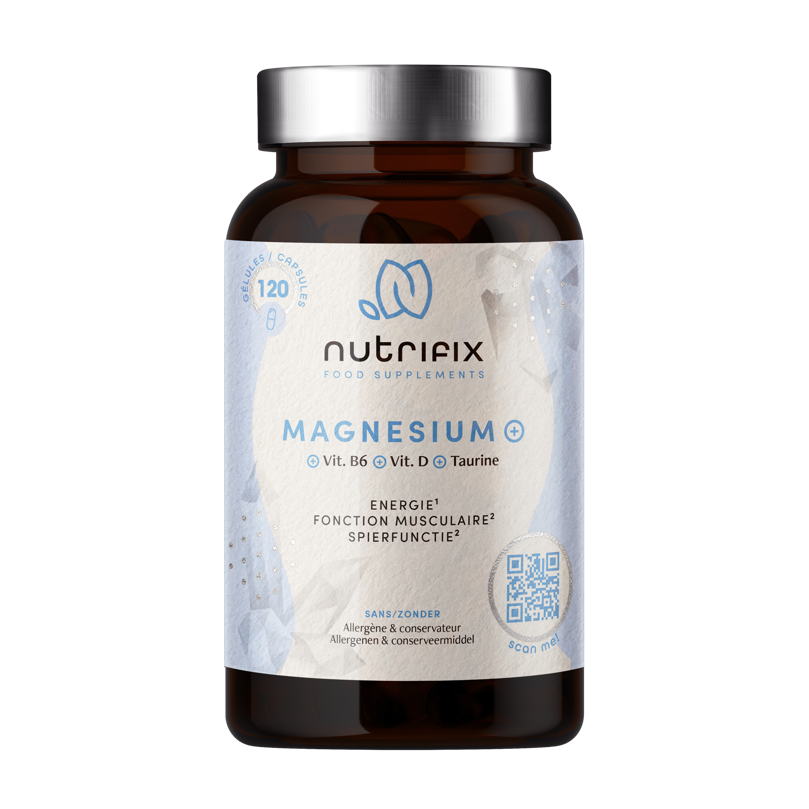 GÉLULES / CAPSULES
120
nutrifix
FOOD SUPPLEMENTS
MAGNESIUM +
+ Vit. B6 + Vit. D + Taurine
ENERGIE¹
FONCTION MUSCULAIRE²
SPIERFUNCTIE²
SANS/ZONDER
Allergène & conservateur
Allergenen & conserveermiddel
scan me!